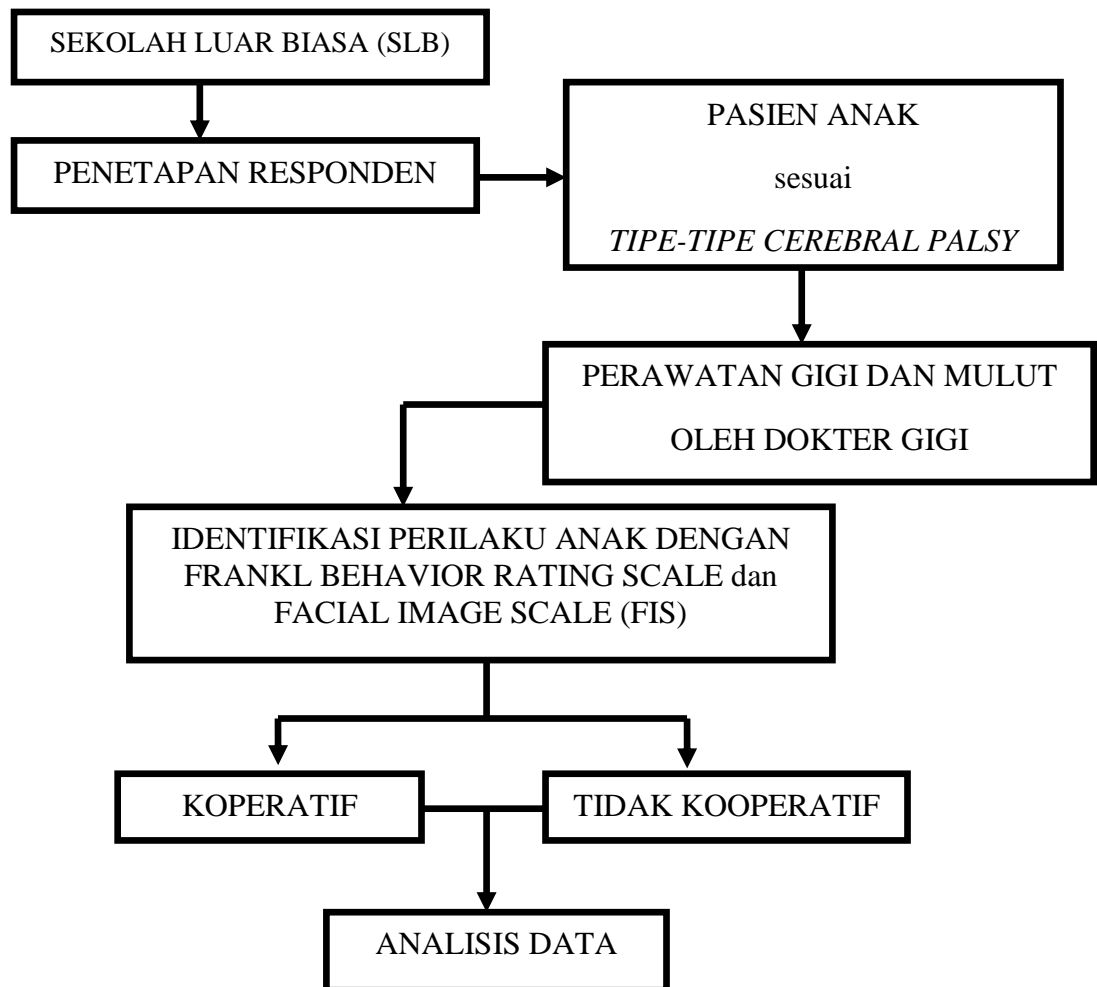 SEKOLAH LUAR BIASA (SLB)
PENETAPAN RESPONDEN
PASIEN ANAK
sesuai
TIPE-TIPE CEREBRAL PALSY
PERAWATAN GIGI DAN MULUT
OLEH DOKTER GIGI
IDENTIFIKASI PERILAKU ANAK DENGAN
FRANKL BEHAVIOR RATING SCALE dan
FACIAL IMAGE SCALE (FIS)
KOPERATIF
TIDAK KOOPERATIF
ANALISIS DATA